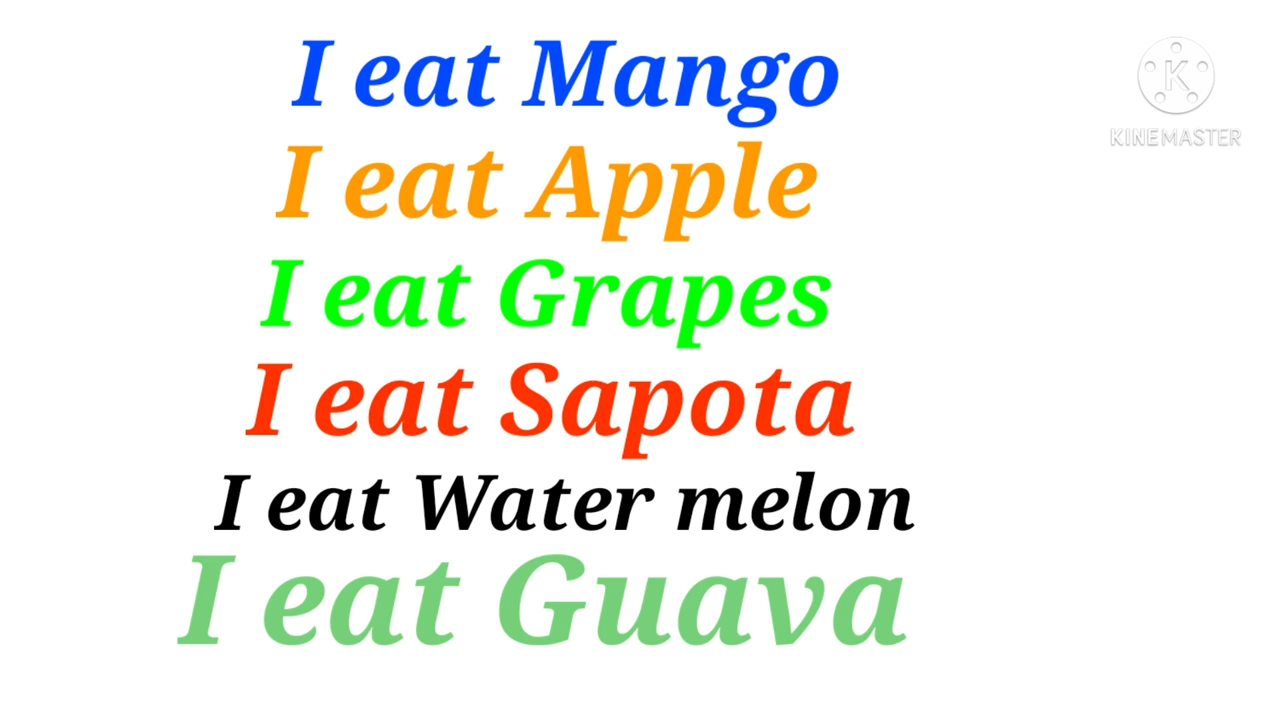 I eat Mango
KINEMASTER
I eat Apple
I eat Grapes
I eat Sapota
I eat Water melon
I eat Guava